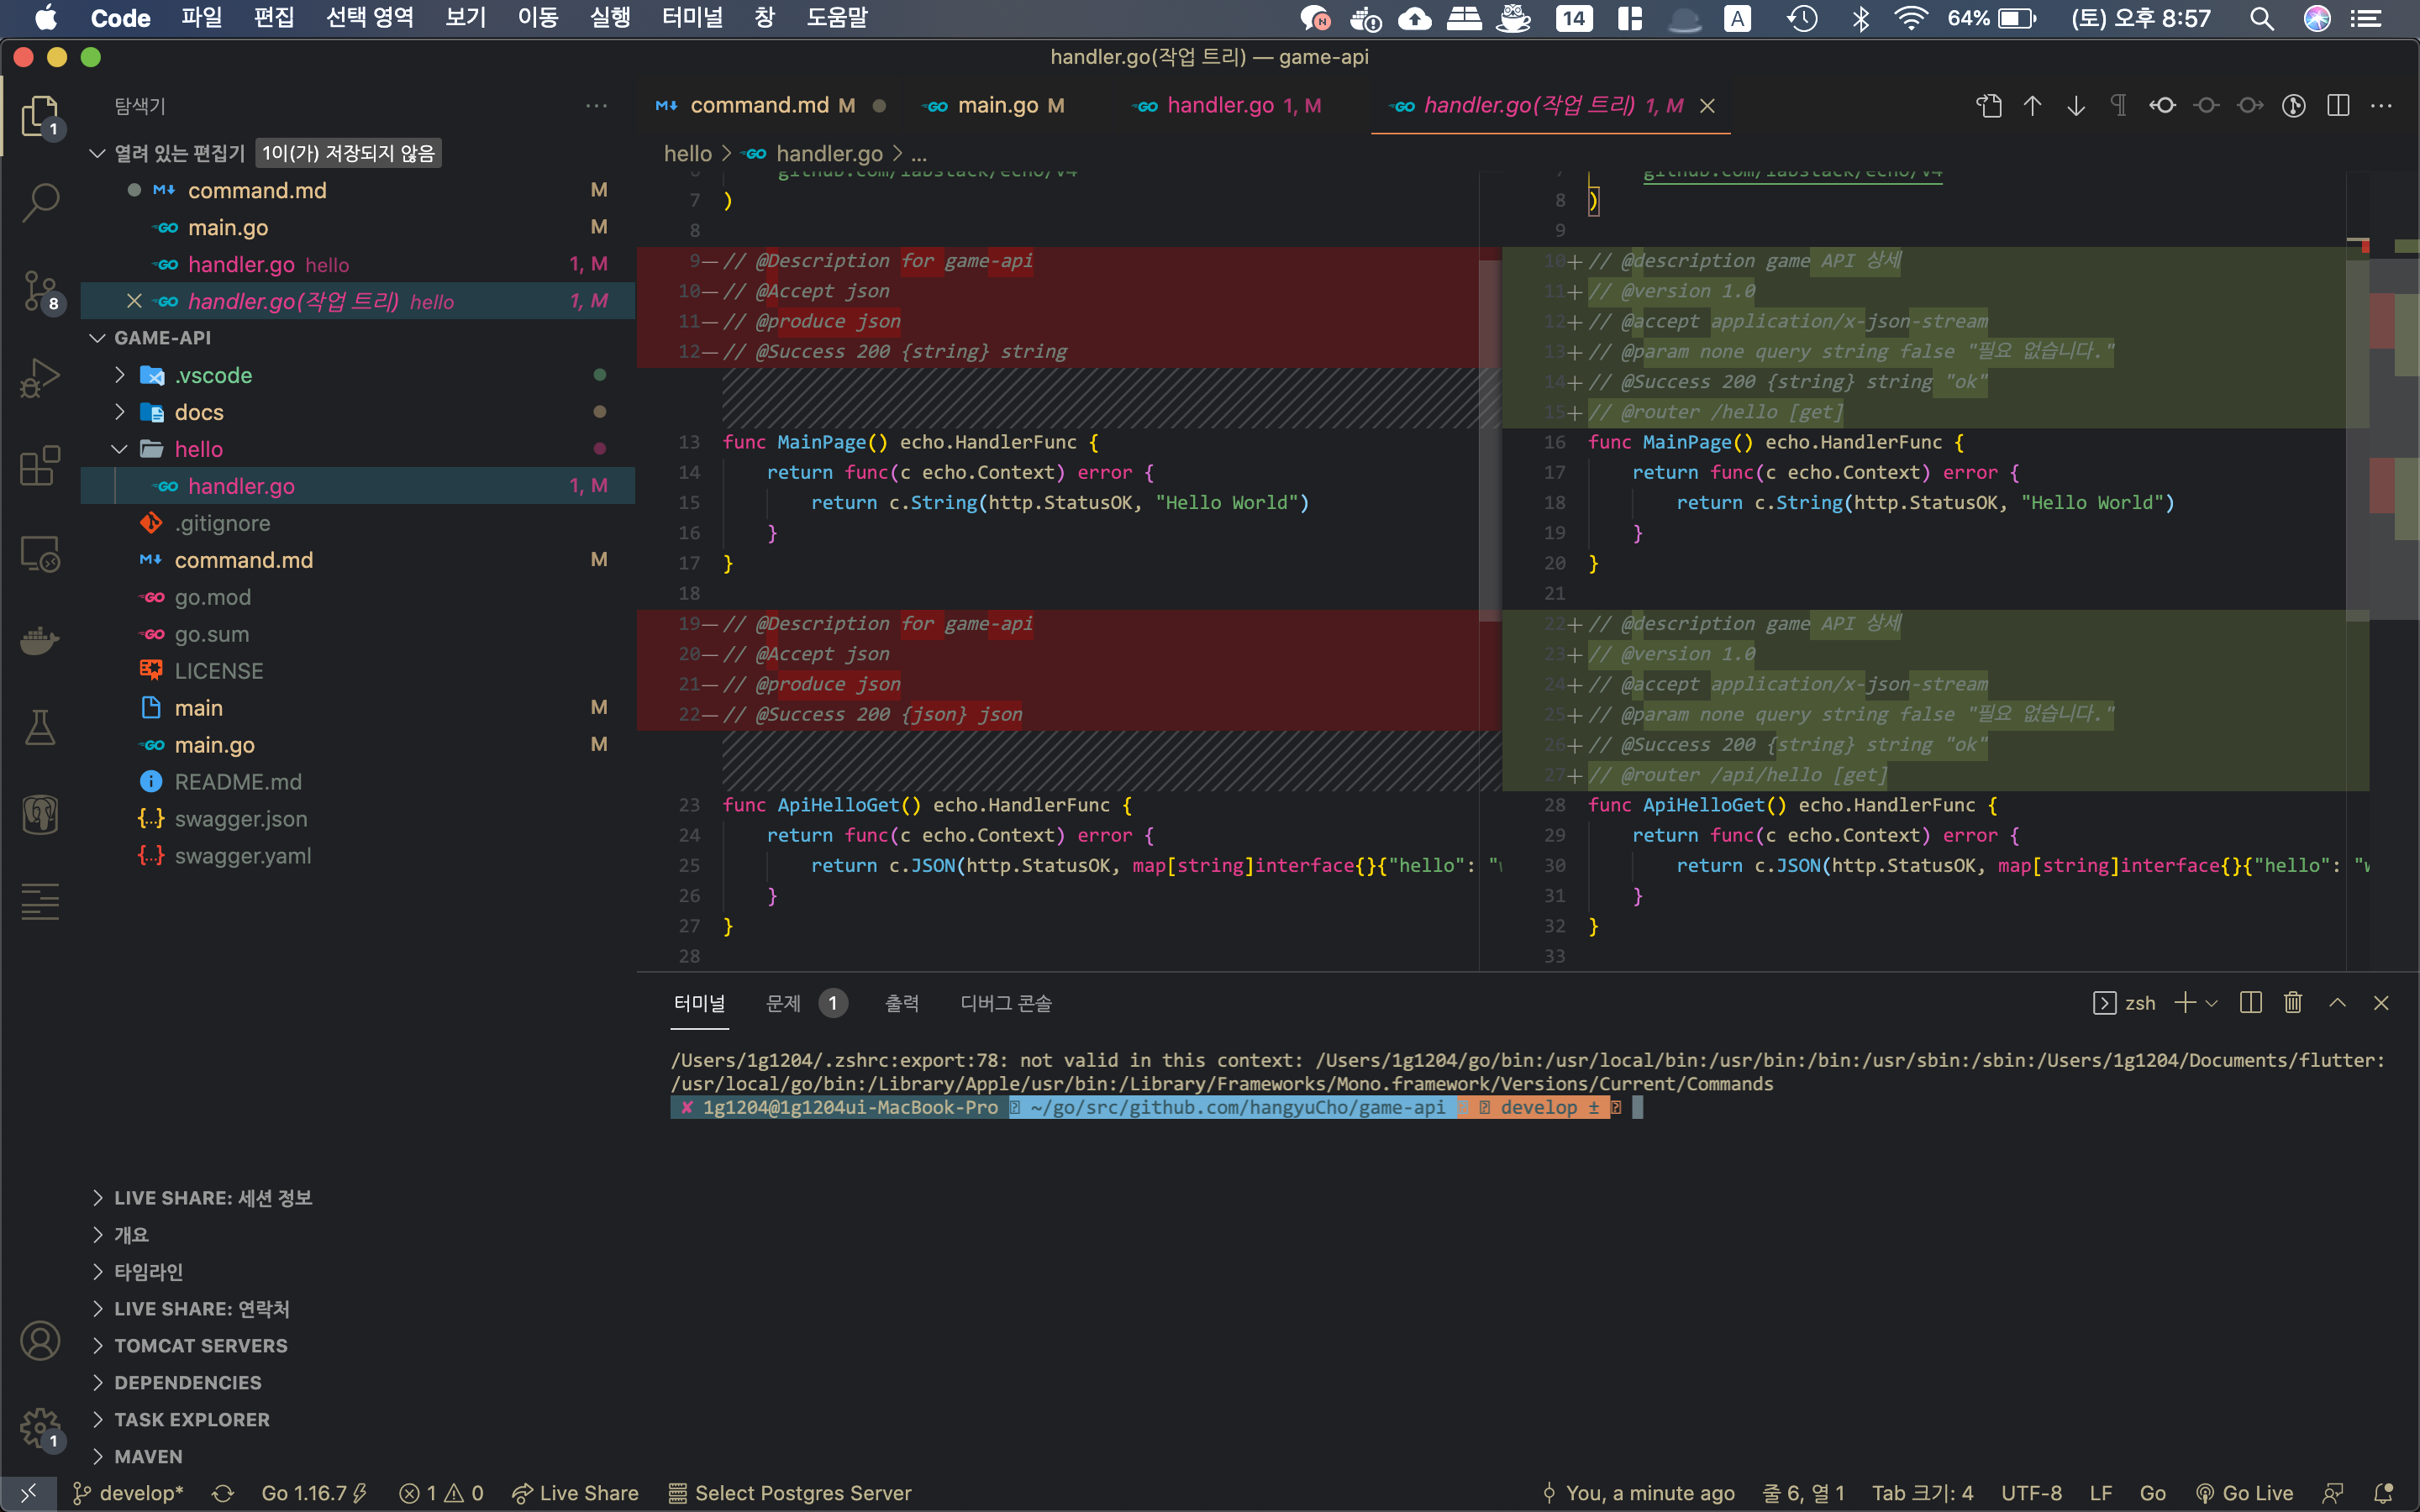 Code 파일 편집 선택 영역 보기 이동 실행 터미널 창 도움말 14 A 64% (토) 오후 8:57
handler.go(작업 트리) — game-api
탐색기
열려 있는 편집기 1이(가) 저장되지 않음
command.md M
main.go M
handler.go hello 1, M
handler.go(작업 트리) hello 1, M
GAME-API
.vscode
docs
hello
handler.go 1, M
.gitignore
command.md M
go.mod
go.sum
LICENSE
main M
main.go M
README.md
swagger.json
swagger.yaml
LIVE SHARE: 세션 정보
개요
타임라인
LIVE SHARE: 연락처
TOMCAT SERVERS
DEPENDENCIES
TASK EXPLORER
MAVEN
1
8
1
command.md M main.go M handler.go 1, M handler.go(작업 트리) 1, M
hello > handler.go > ...
6 github.com/labstack/echo/v4
7 )
8
9— // @Description for game-api
10— // @Accept json
11— // @produce json
12— // @Success 200 {string} string
13 func MainPage() echo.HandlerFunc {
14 return func(c echo.Context) error {
15 return c.String(http.StatusOK, "Hello World")
16 }
17 }
18
19— // @Description for game-api
20— // @Accept json
21— // @produce json
22— // @Success 200 {json} json
23 func ApiHelloGet() echo.HandlerFunc {
24 return func(c echo.Context) error {
25 return c.JSON(http.StatusOK, map[string]interface{}{"hello": "w
26 }
27 }
28
7 github.com/labstack/echo/v4
8 )
9
10+ // @description game API 상세
11+ // @version 1.0
12+ // @accept application/x-json-stream
13+ // @param none query string false "필요 없습니다."
14+ // @Success 200 {string} string "ok"
15+ // @router /hello [get]
16 func MainPage() echo.HandlerFunc {
17 return func(c echo.Context) error {
18 return c.String(http.StatusOK, "Hello World")
19 }
20 }
21
22+ // @description game API 상세
23+ // @version 1.0
24+ // @accept application/x-json-stream
25+ // @param none query string false "필요 없습니다."
26+ // @Success 200 {string} string "ok"
27+ // @router /api/hello [get]
28 func ApiHelloGet() echo.HandlerFunc {
29 return func(c echo.Context) error {
30 return c.JSON(http.StatusOK, map[string]interface{}{"hello": "w
31 }
32 }
33
터미널 문제 1 출력 디버그 콘솔 zsh
/Users/1g1204/.zshrc:export:78: not valid in this context: /Users/1g1204/go/bin:/usr/local/bin:/usr/bin:/bin:/usr/sbin:/sbin:/Users/1g1204/Documents/flutter:
/usr/local/go/bin:/Library/Apple/usr/bin:/Library/Frameworks/Mono.framework/Versions/Current/Commands
✘ 1g1204@1g1204ui-MacBook-Pro ~/go/src/github.com/hangyuCho/game-api develop ±
develop* Go 1.16.7 1 0 Live Share Select Postgres Server You, a minute ago 줄 6, 열 1 Tab 크기: 4 UTF-8 LF Go Go Live